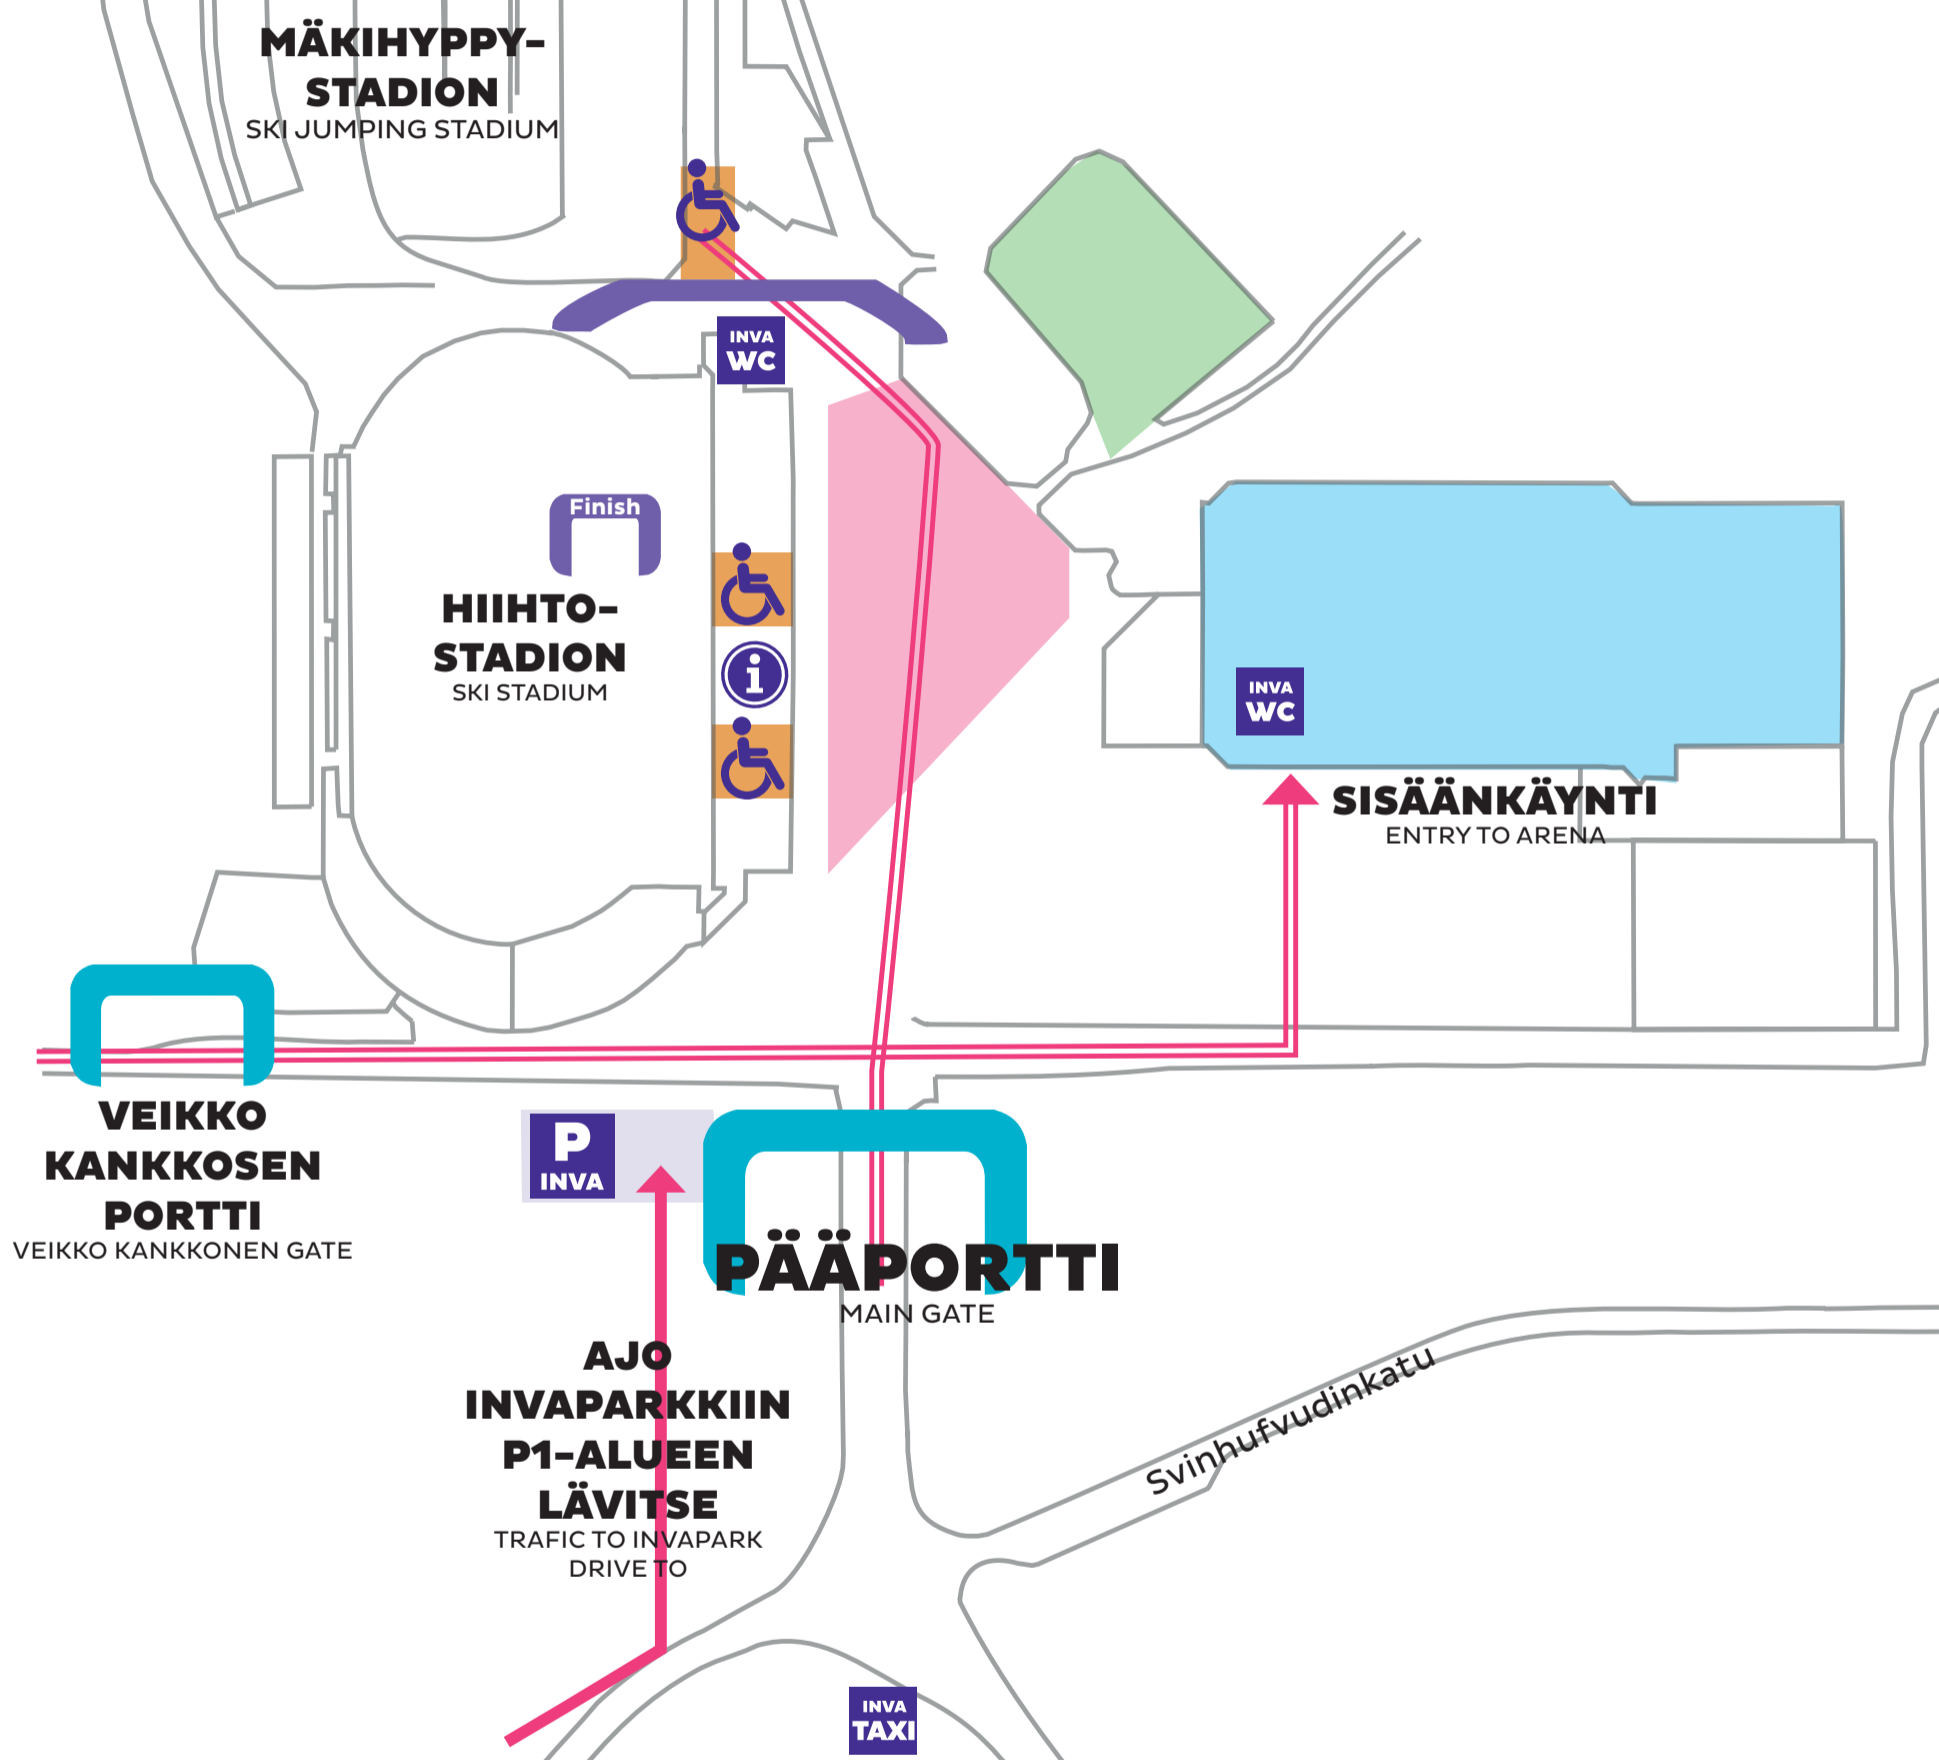 MÄKIHYPPY-
STADION
SKI JUMPING STADIUM
INVA
WC
Finish
HIIHTO-
STADION
SKI STADIUM
i
INVA
WC
SISÄÄNKÄYNTI
ENTRY TO ARENA
VEIKKO
KANKKOSEN
PORTTI
VEIKKO KANKKONEN GATE
P
INVA
PÄÄPORTTI
MAIN GATE
AJO
INVAPARKKIIN
P1-ALUEEN
LÄVITSE
TRAFIC TO INVAPARK
DRIVE TO
Svinhufvudinkatu
INVA
TAXI